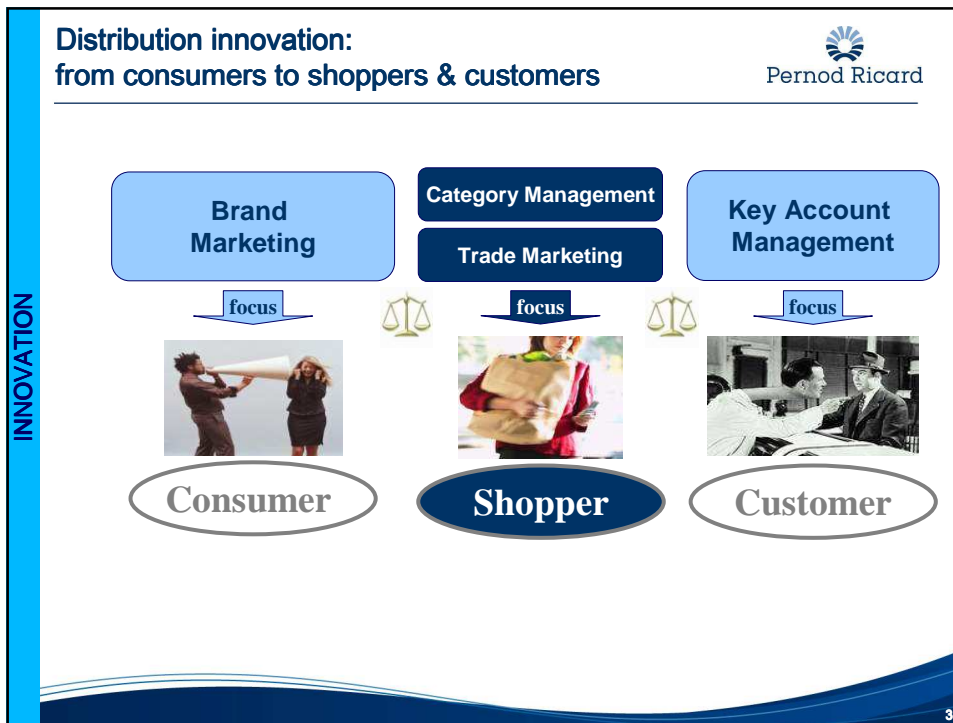 Distribution innovation:
from consumers to shoppers & customers
Pernod Ricard
INNOVATION
Brand
Marketing
Category Management
Trade Marketing
Key Account
Management
focus
focus
focus
Consumer
Shopper
Customer
3